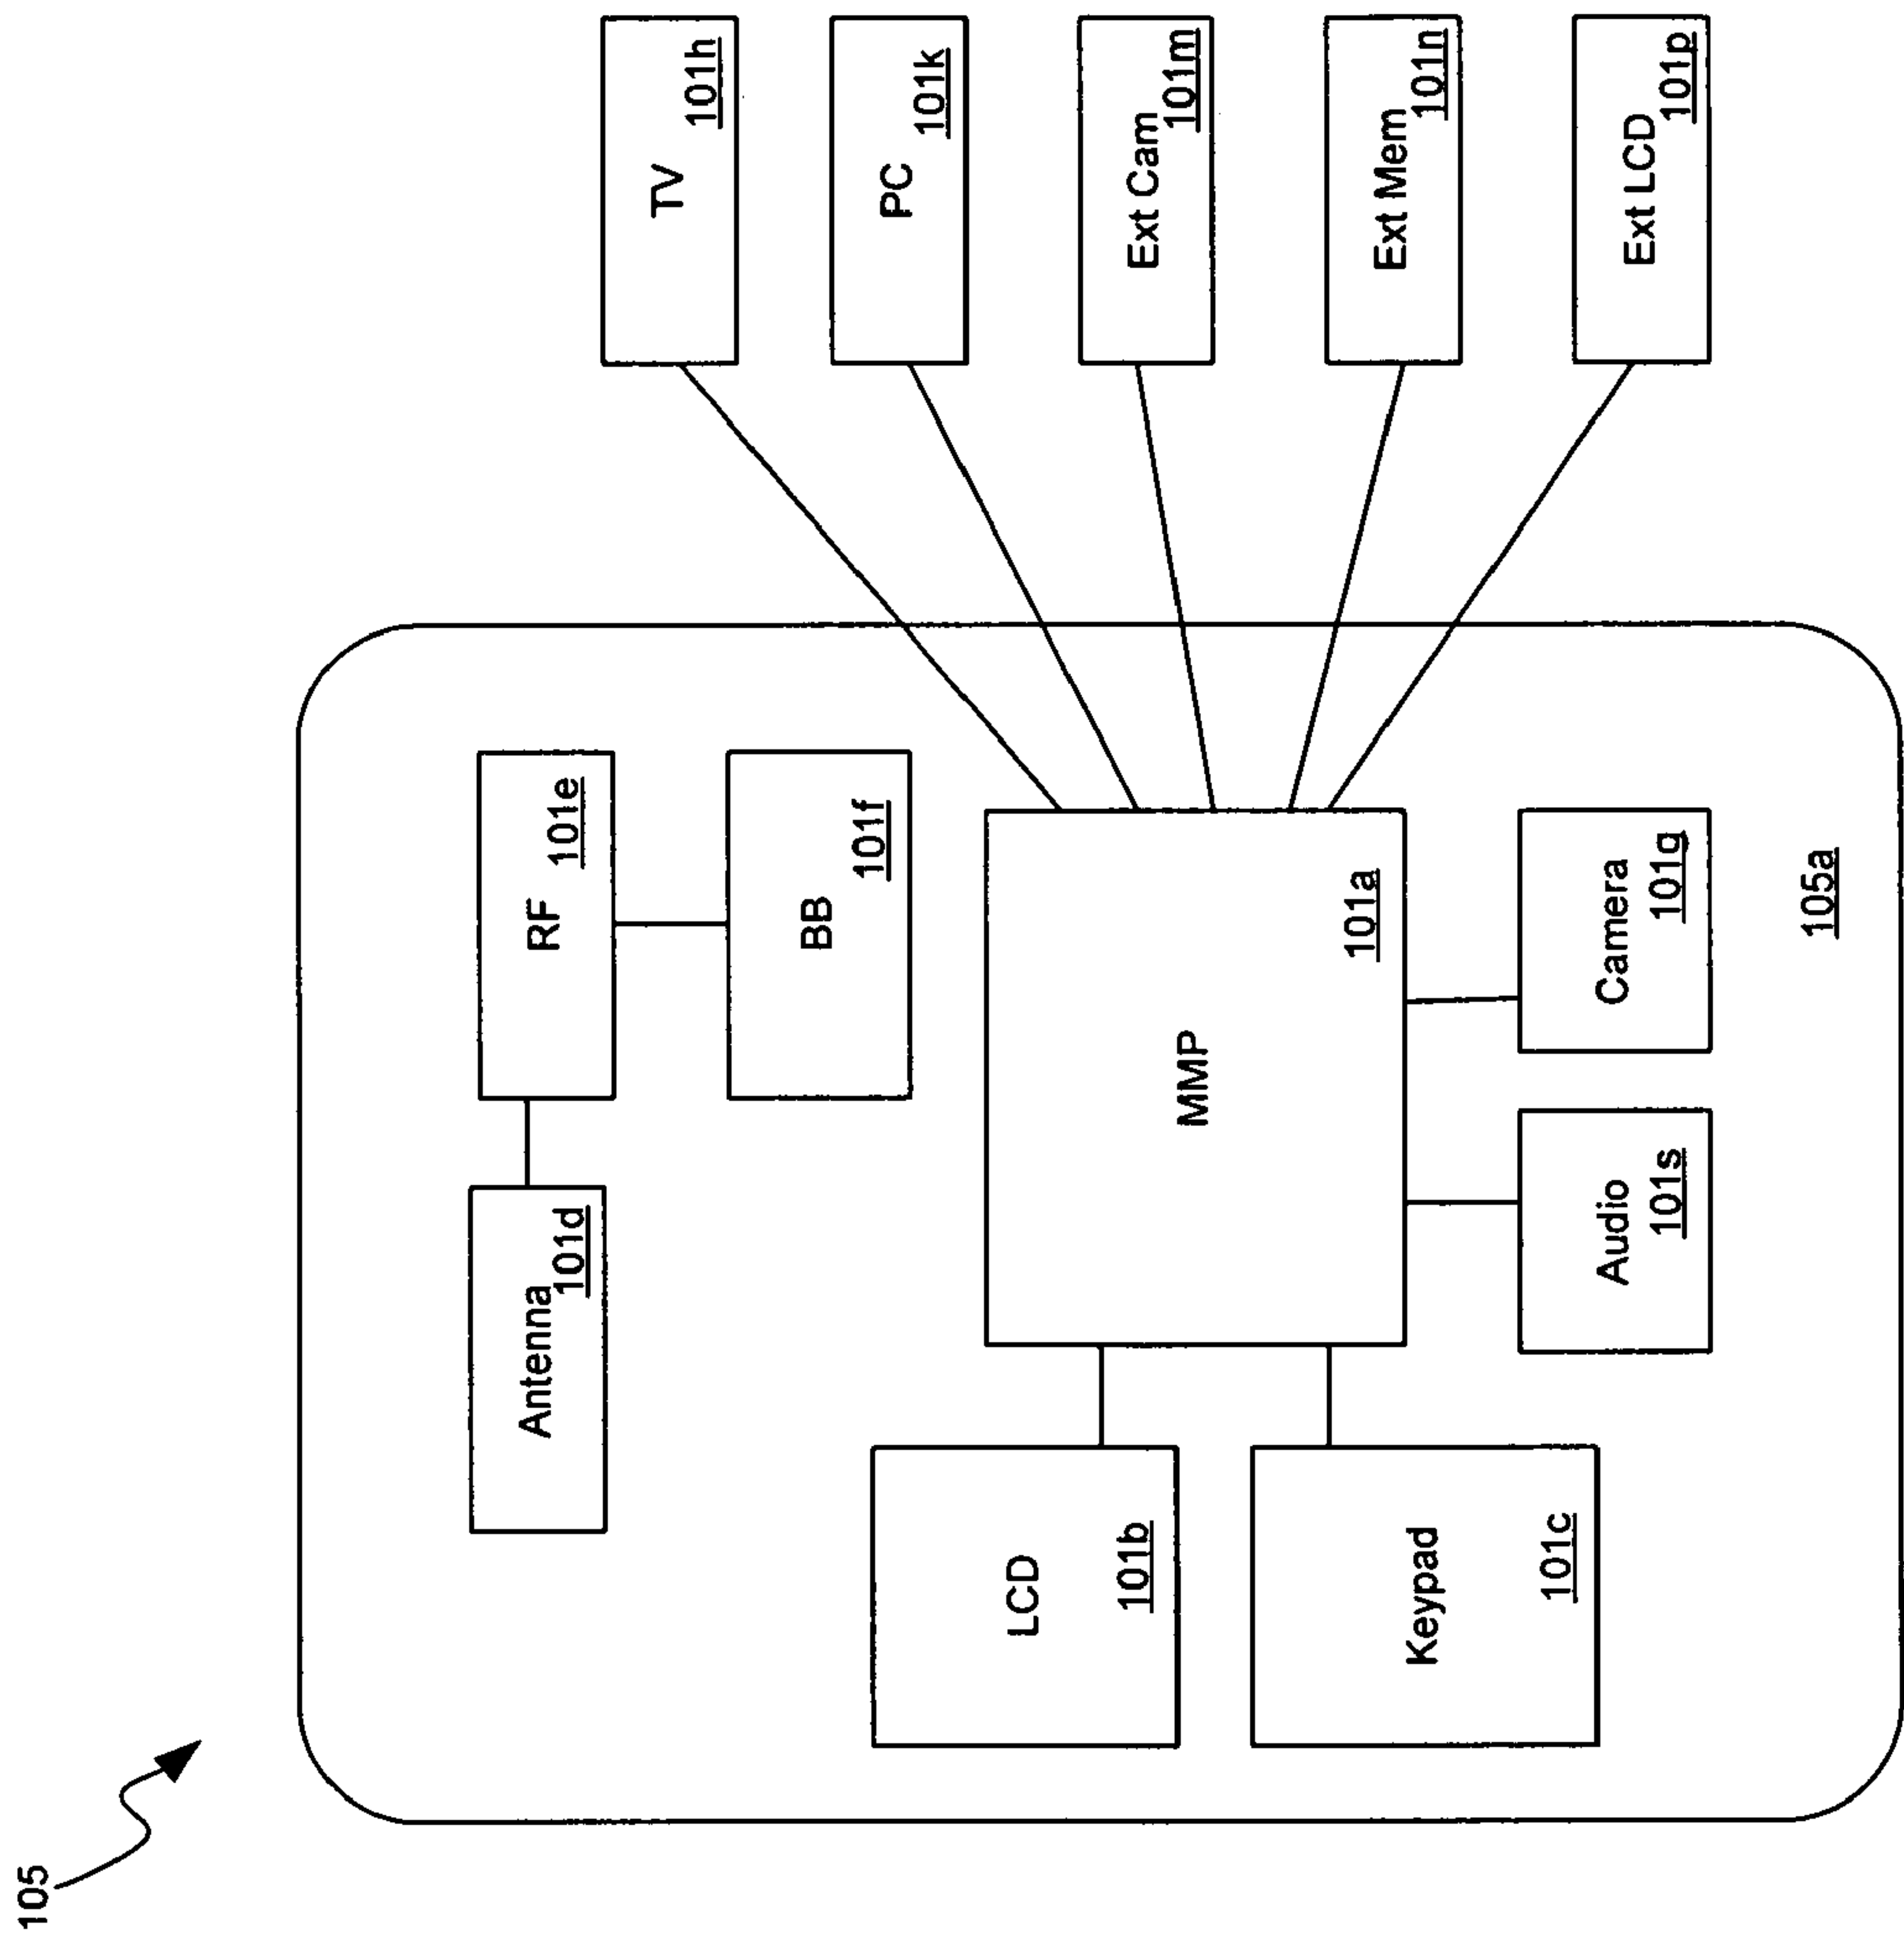 105
Antenna
101d
RF
101e
BB
101f
TV
101h
PC
101k
Ext Cam
101m
Ext Mem
101n
Ext LCD
101p
LCD
101b
MMP
101a
Keypad
101c
Audio
101s
Camera
101g
105a